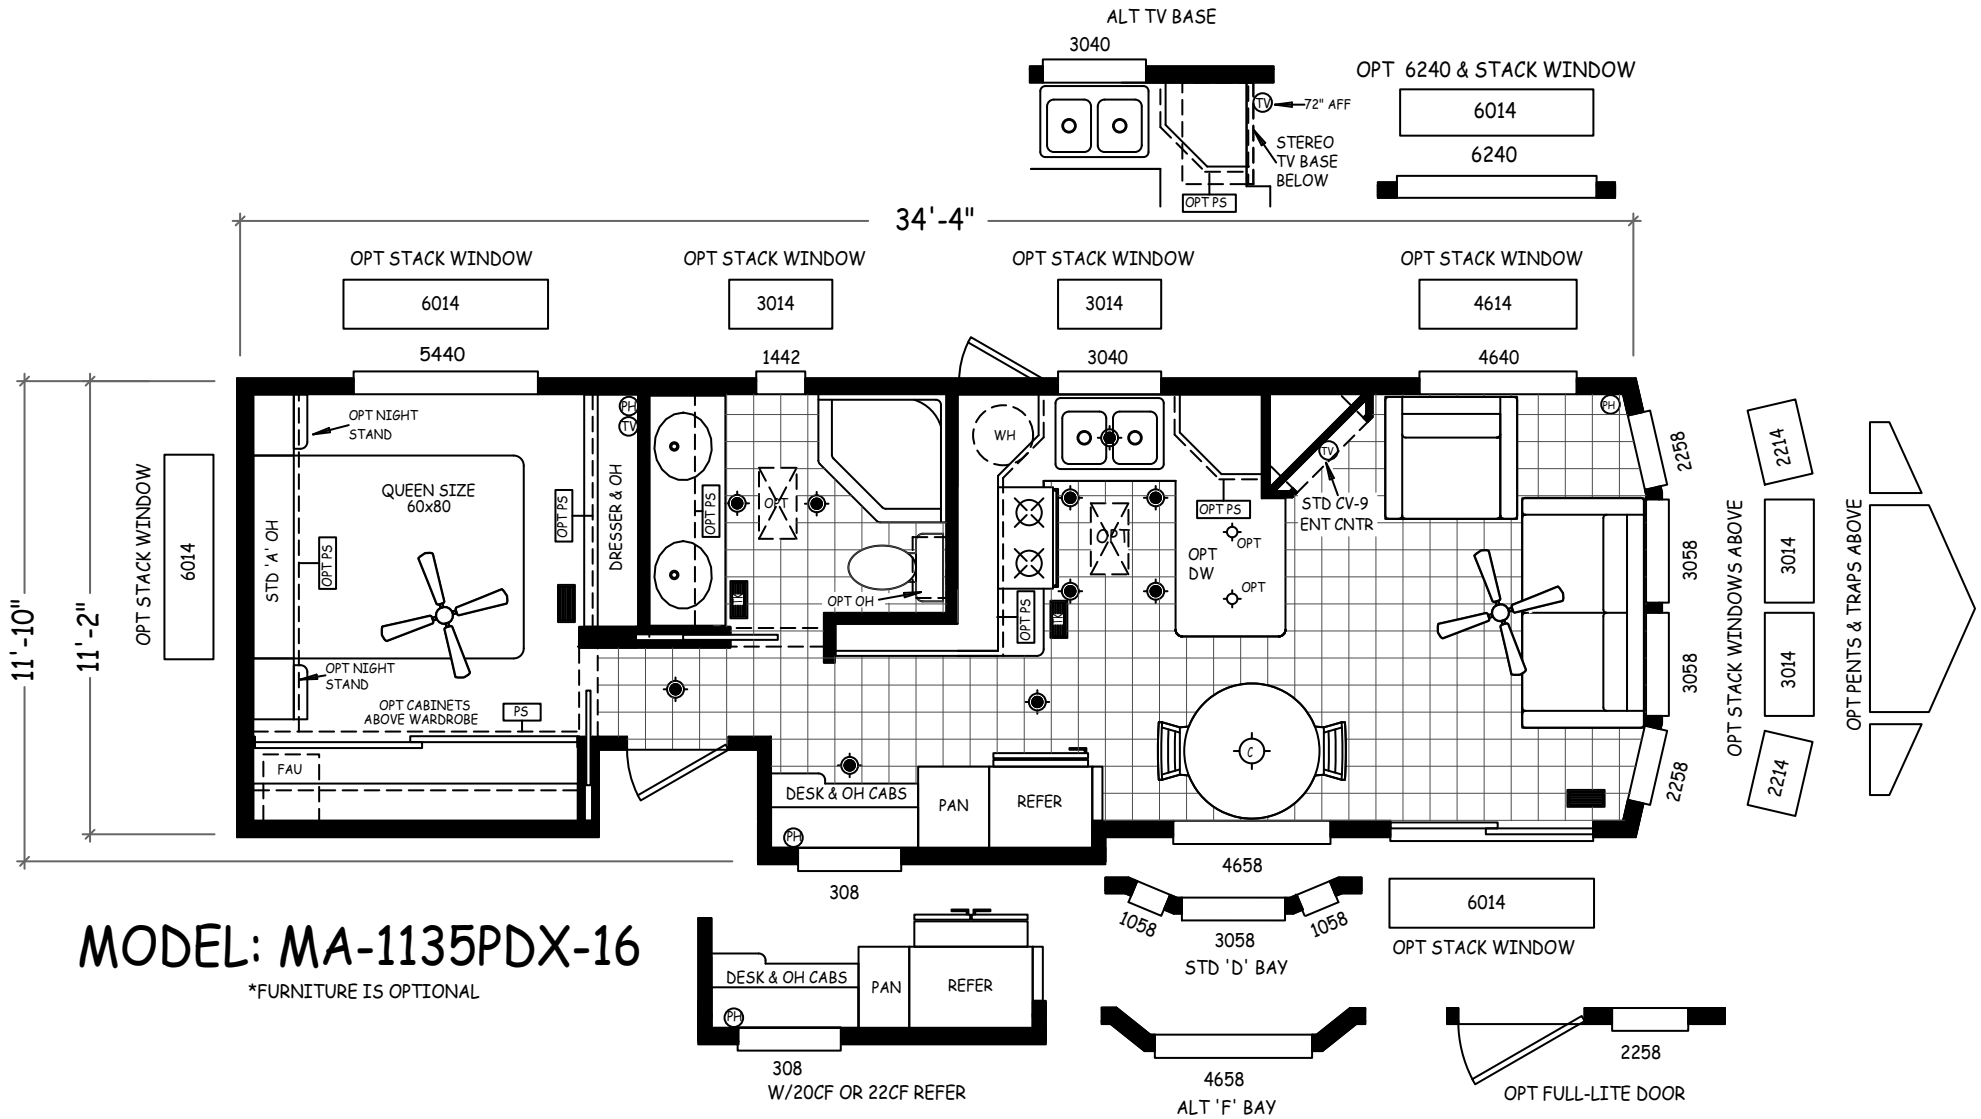 ALT TV BASE
3040
TV
72" AFF
STEREO
TV BASE
BELOW
OPT PS
OPT 6240 & STACK WINDOW
6014
6240
34'-4"
OPT STACK WINDOW
6014
5440
OPT STACK WINDOW
3014
1442
OPT STACK WINDOW
3014
3040
OPT STACK WINDOW
4614
4640
11'-10"
11'-2"
OPT STACK WINDOW
6014
OPT NIGHT
STAND
STD 'A' OH
QUEEN SIZE
60x80
OPT PS
OPT PS
DRESSER & OH
PH
TV
OPT NIGHT
STAND
OPT CABINETS
ABOVE WARDROBE
PS
FAU
OPT PS
OPT
TK
OPT OH
WH
OPT PS
TK
OPT
OPT PS
OPT
DW
OPT
OPT
TV
STD CV-9
ENT CNTR
PH
C
DESK & OH CABS
PH
PAN
REFER
308
4658
2258
3058
3058
2258
OPT STACK WINDOWS ABOVE
2214
3014
3014
2214
OPT PENTS & TRAPS ABOVE
1058
3058
1058
STD 'D' BAY
6014
OPT STACK WINDOW
MODEL: MA-1135PDX-16
*FURNITURE IS OPTIONAL
DESK & OH CABS
PH
PAN
REFER
308
W/20CF OR 22CF REFER
4658
ALT 'F' BAY
2258
OPT FULL-LITE DOOR